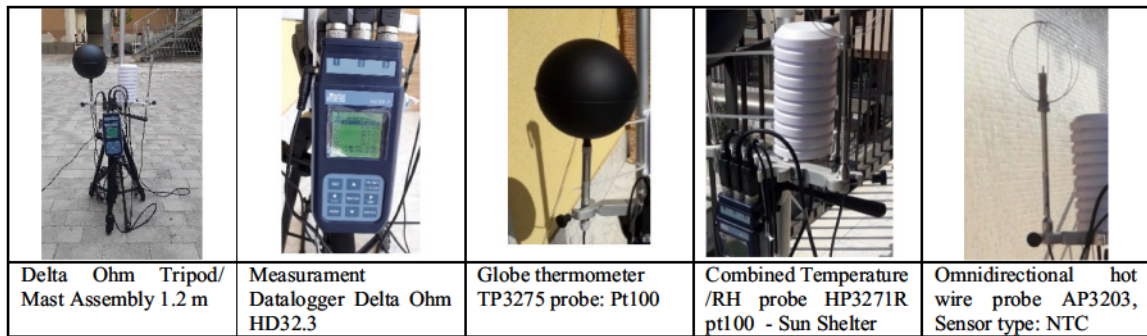 Delta Ohm Tripod/
Mast Assembly 1.2 m
Measurament
Datalogger Delta Ohm
HD32.3
Globe thermometer
TP3275 probe: Pt100
Combined Temperature
/RH probe HP3271R
pt100 - Sun Shelter
Omnidirectional hot
wire probe AP3203,
Sensor type: NTC